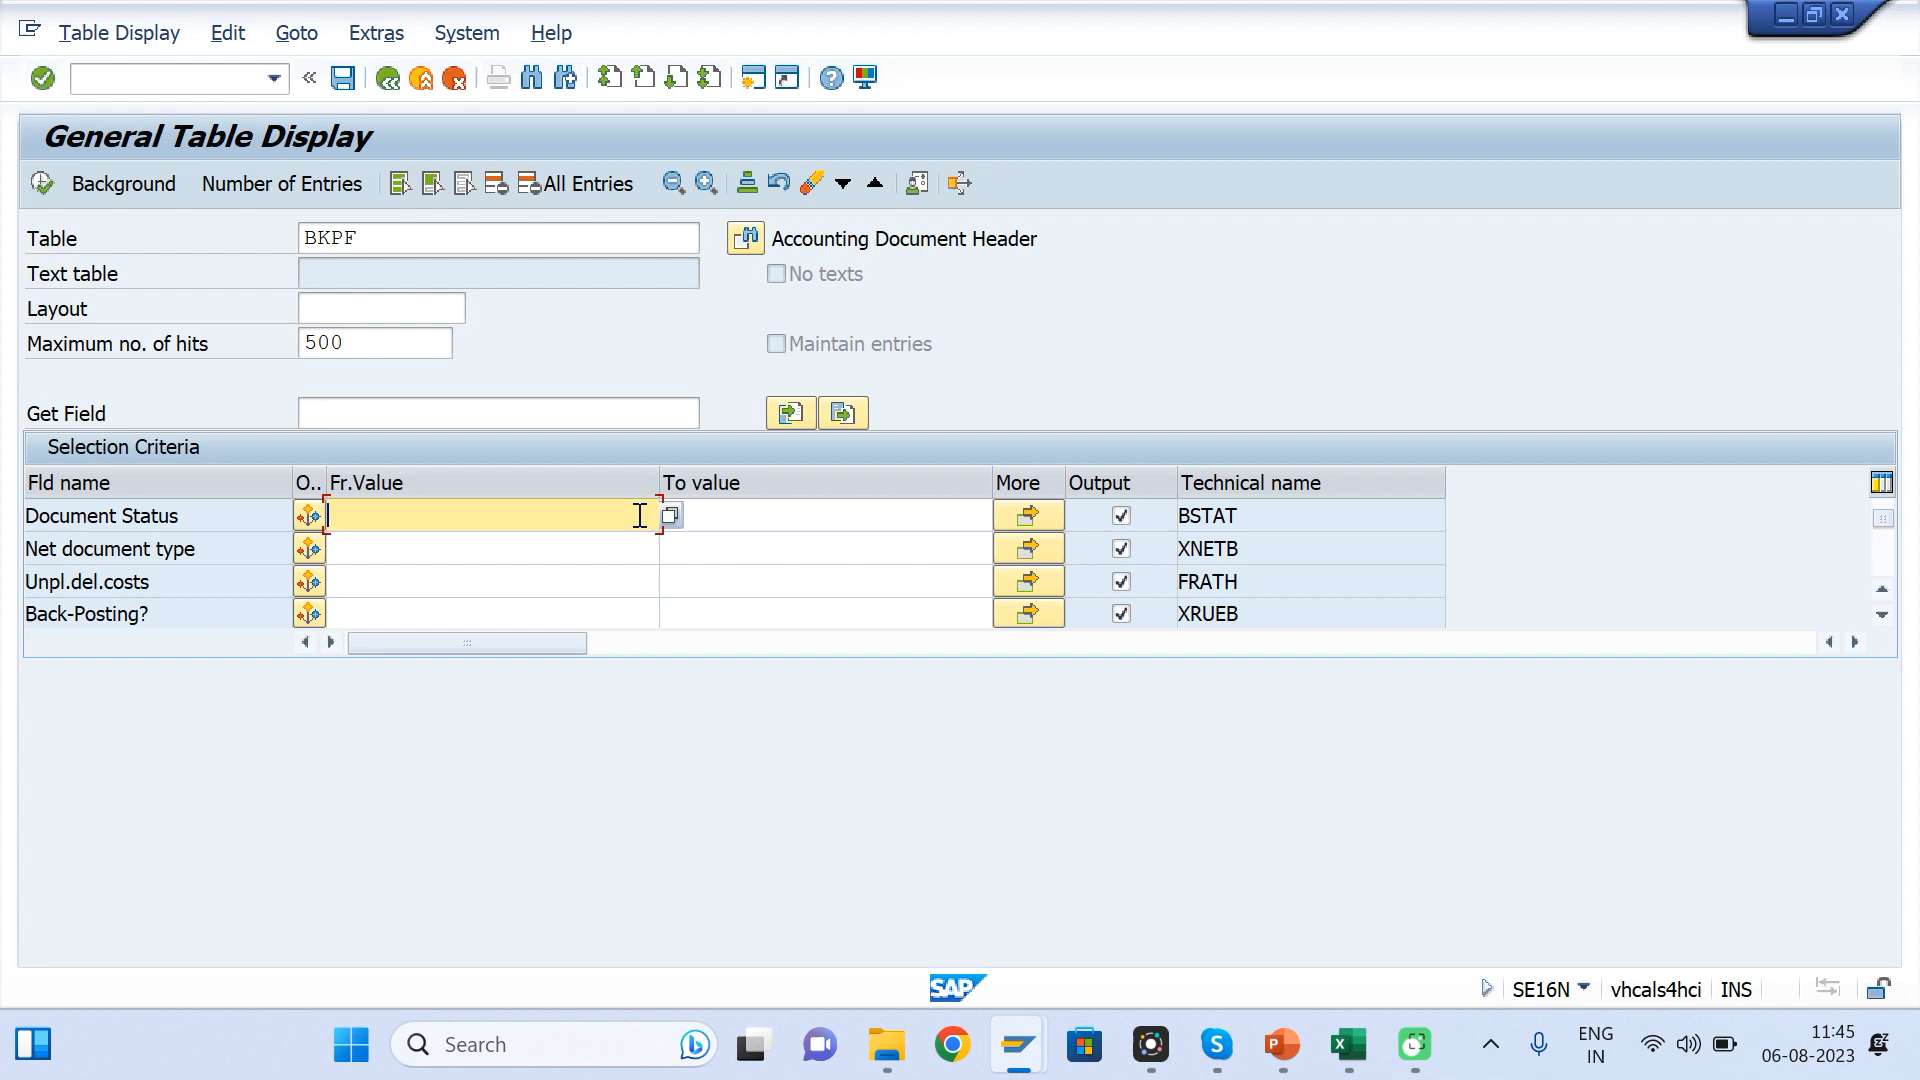 Table Display Edit Goto Extras System Help
General Table Display
Background Number of Entries All Entries
Table BKPF Accounting Document Header
Text table No texts
Layout
Maximum no. of hits 500 Maintain entries
Get Field
Selection Criteria
Fld name O.. Fr.Value To value More Output Technical name
Document Status BSTAT
Net document type XNETB
Unpl.del.costs FRATH
Back-Posting? XRUEB
SAP SE16N vhcals4hci INS
Search ENG 11:45
IN 06-08-2023